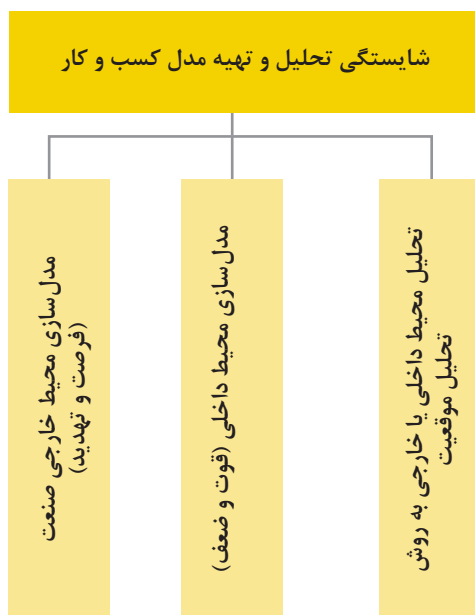 شایستگی تحلیل و تهیه مدل کسب و کار
تحلیل محیط داخلی یا خارجی به روش
تحلیل موقعیت
مدل‌سازی محیط داخلی (قوت و ضعف)
مدل‌سازی محیط خارجی صنعت
(فرصت و تهدید)